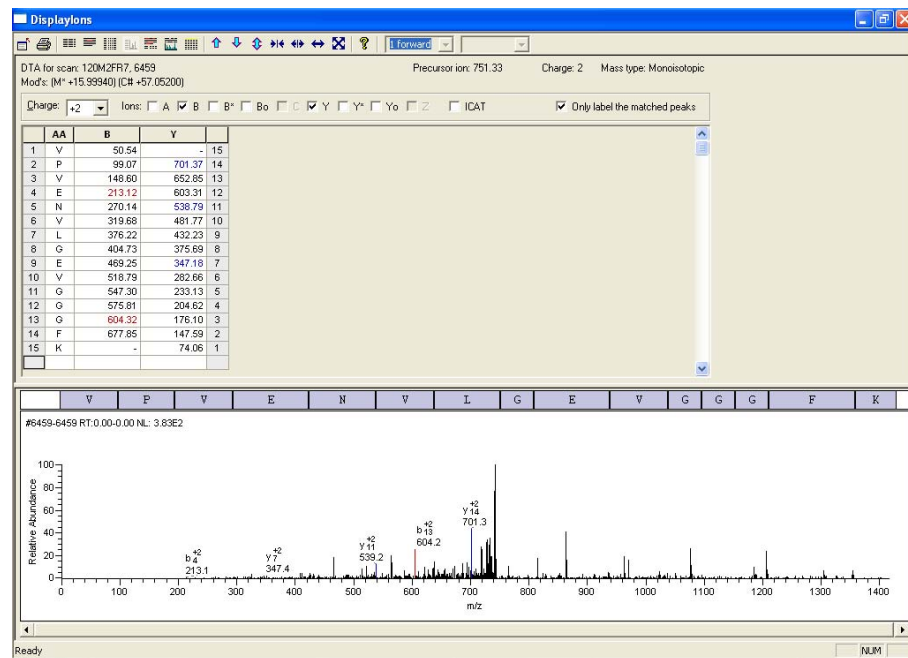 DisplayIons
1 forward
DTA for scan: 120M2FR7, 6459 Precursor ion: 751.33 Charge: 2 Mass type: Monoisotopic
Mod's: (M* +15.99940) (C# +57.05200)
Charge: +2 Ions: A B B* Bo C Y Y* Yo Z ICAT Only label the matched peaks
AA B Y
1 V 50.54 - 15
2 P 99.07 701.37 14
3 V 148.60 652.85 13
4 E 213.12 603.31 12
5 N 270.14 538.79 11
6 V 319.68 481.77 10
7 L 376.22 432.23 9
8 G 404.73 375.69 8
9 E 469.25 347.18 7
10 V 518.79 282.66 6
11 G 547.30 233.13 5
12 G 575.81 204.62 4
13 G 604.32 176.10 3
14 F 677.85 147.59 2
15 K - 74.06 1
V P V E N V L G E V G G G F K
#6459-6459 RT:0.00-0.00 NL: 3.83E2
Relative Abundance
100
80
60
40
20
0
b4 +2
213.1
y7 +2
347.4
y11 +2
539.2
b13 +2
604.2
y14 +2
701.3
0 100 200 300 400 500 600 700 800 900 1000 1100 1200 1300 1400
m/z
Ready NUM